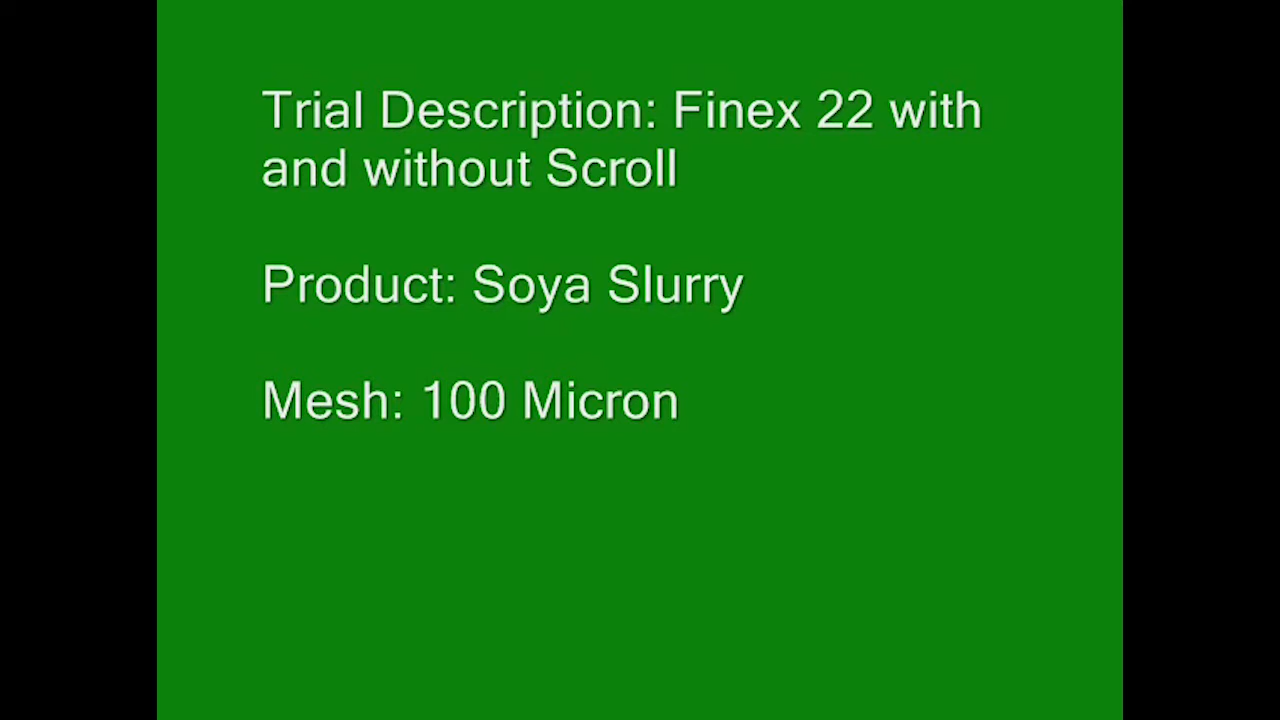 Trial Description: Finex 22 with
and without Scroll
Product: Soya Slurry
Mesh: 100 Micron